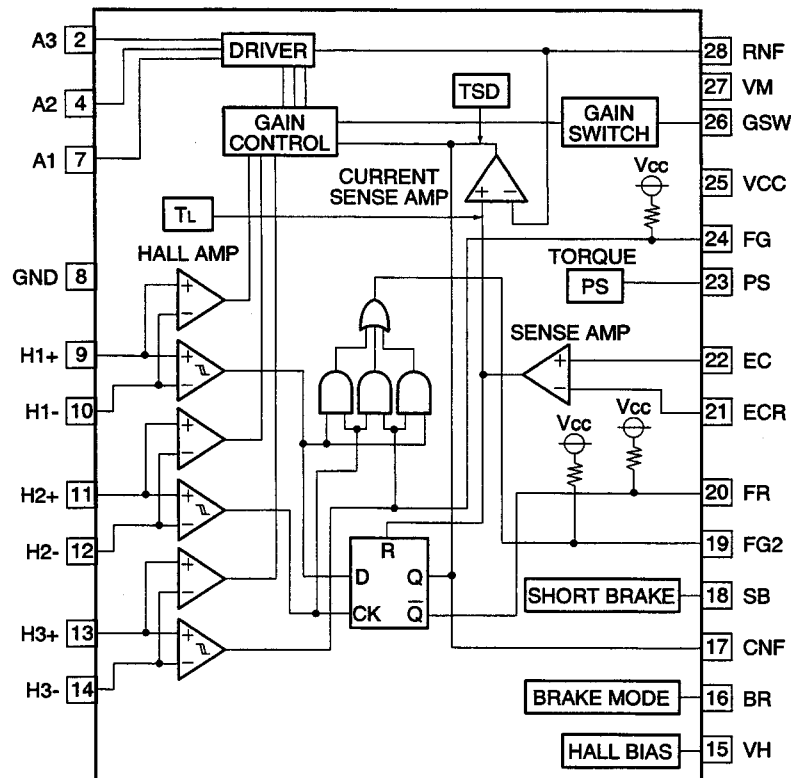 A3 2
A2 4
A1 7
GND 8
H1+ 9
H1- 10
H2+ 11
H2- 12
H3+ 13
H3- 14
DRIVER
GAIN
CONTROL
TSD
GAIN
SWITCH
CURRENT
SENSE AMP
+ −
TL
HALL AMP
+
−
+
−
+
−
+
−
+
−
+
−
Vcc
TORQUE
PS
SENSE AMP
+
−
Vcc
Vcc
R
D Q
CK Q̅
SHORT BRAKE
BRAKE MODE
HALL BIAS
28 RNF
27 VM
26 GSW
25 VCC
24 FG
23 PS
22 EC
21 ECR
20 FR
19 FG2
18 SB
17 CNF
16 BR
15 VH